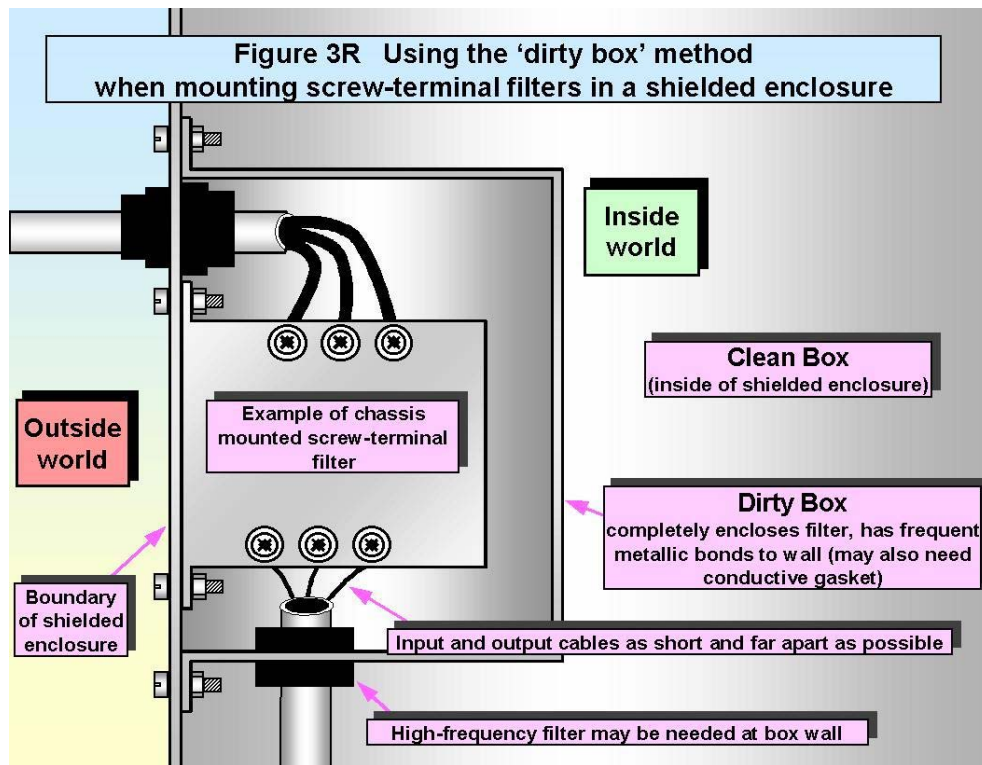 Figure 3R Using the ‘dirty box’ method
when mounting screw-terminal filters in a shielded enclosure
Inside
world
Clean Box
(inside of shielded enclosure)
Example of chassis
mounted screw-terminal
filter
Outside
world
Dirty Box
completely encloses filter, has frequent
metallic bonds to wall (may also need
conductive gasket)
Boundary
of shielded
enclosure
Input and output cables as short and far apart as possible
High-frequency filter may be needed at box wall